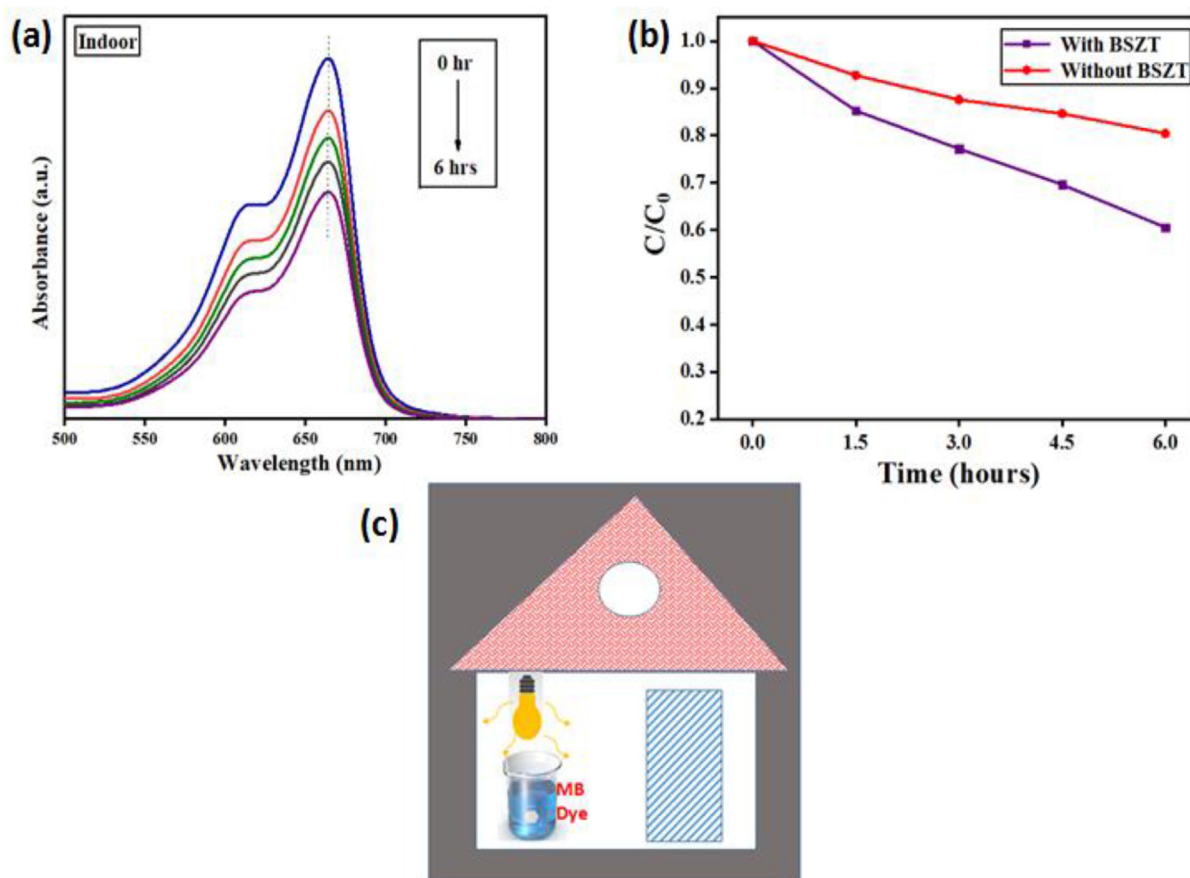 (a)
Indoor
0 hr
6 hrs
Absorbance (a.u.)
500 550 600 650 700 750 800
Wavelength (nm)
(b)
With BSZT
Without BSZT
1.0
0.9
0.8
0.7
0.6
0.5
0.4
0.3
0.2
C/C₀
0.0 1.5 3.0 4.5 6.0
Time (hours)
(c)
MB
Dye